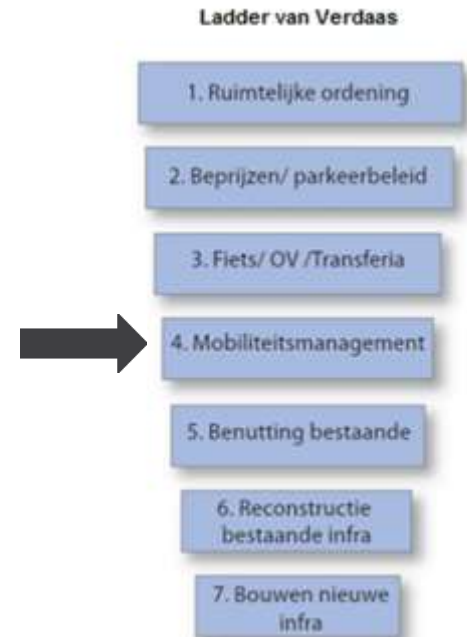 Ladder van Verdaas
1. Ruimtelijke ordening
2. Beprijzen/ parkeerbeleid
3. Fiets/ OV /Transferia
4. Mobiliteitsmanagement
5. Benutting bestaande
6. Reconstructie
bestaande infra
7. Bouwen nieuwe
infra